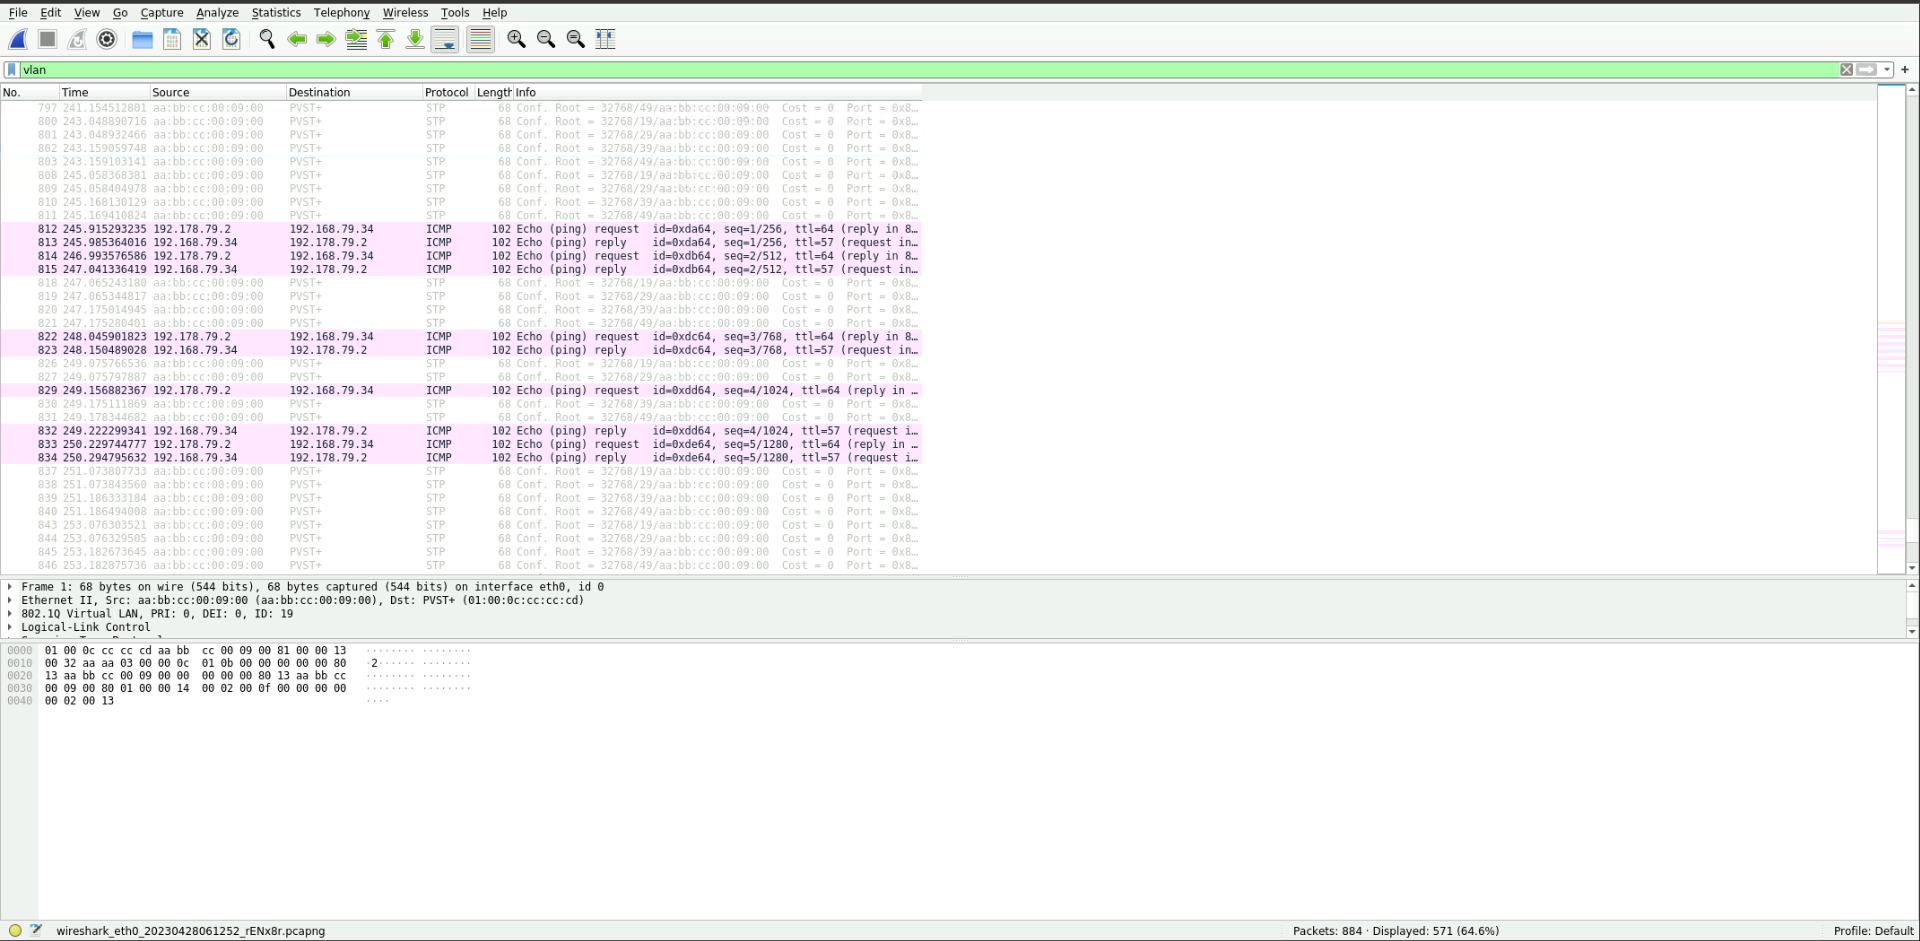 File Edit View Go Capture Analyze Statistics Telephony Wireless Tools Help
vlan
No. Time Source Destination Protocol Length Info
797 241.154512801 aa:bb:cc:00:09:00 PVST+ STP 68 Conf. Root = 32768/49/aa:bb:cc:00:09:00 Cost = 0 Port = 0x8…
800 243.048890716 aa:bb:cc:00:09:00 PVST+ STP 68 Conf. Root = 32768/19/aa:bb:cc:00:09:00 Cost = 0 Port = 0x8…
801 243.048932466 aa:bb:cc:00:09:00 PVST+ STP 68 Conf. Root = 32768/29/aa:bb:cc:00:09:00 Cost = 0 Port = 0x8…
802 243.159059748 aa:bb:cc:00:09:00 PVST+ STP 68 Conf. Root = 32768/39/aa:bb:cc:00:09:00 Cost = 0 Port = 0x8…
803 243.159103141 aa:bb:cc:00:09:00 PVST+ STP 68 Conf. Root = 32768/49/aa:bb:cc:00:09:00 Cost = 0 Port = 0x8…
808 245.058368381 aa:bb:cc:00:09:00 PVST+ STP 68 Conf. Root = 32768/19/aa:bb:cc:00:09:00 Cost = 0 Port = 0x8…
809 245.058404978 aa:bb:cc:00:09:00 PVST+ STP 68 Conf. Root = 32768/29/aa:bb:cc:00:09:00 Cost = 0 Port = 0x8…
810 245.168130129 aa:bb:cc:00:09:00 PVST+ STP 68 Conf. Root = 32768/39/aa:bb:cc:00:09:00 Cost = 0 Port = 0x8…
811 245.169410824 aa:bb:cc:00:09:00 PVST+ STP 68 Conf. Root = 32768/49/aa:bb:cc:00:09:00 Cost = 0 Port = 0x8…
812 245.915293235 192.178.79.2 192.168.79.34 ICMP 102 Echo (ping) request id=0xda64, seq=1/256, ttl=64 (reply in 8…
813 245.985364016 192.168.79.34 192.178.79.2 ICMP 102 Echo (ping) reply id=0xda64, seq=1/256, ttl=57 (request in…
814 246.993576586 192.178.79.2 192.168.79.34 ICMP 102 Echo (ping) request id=0xdb64, seq=2/512, ttl=64 (reply in 8…
815 247.041336419 192.168.79.34 192.178.79.2 ICMP 102 Echo (ping) reply id=0xdb64, seq=2/512, ttl=57 (request in…
818 247.065243180 aa:bb:cc:00:09:00 PVST+ STP 68 Conf. Root = 32768/19/aa:bb:cc:00:09:00 Cost = 0 Port = 0x8…
819 247.065344817 aa:bb:cc:00:09:00 PVST+ STP 68 Conf. Root = 32768/29/aa:bb:cc:00:09:00 Cost = 0 Port = 0x8…
820 247.175014945 aa:bb:cc:00:09:00 PVST+ STP 68 Conf. Root = 32768/39/aa:bb:cc:00:09:00 Cost = 0 Port = 0x8…
821 247.175280401 aa:bb:cc:00:09:00 PVST+ STP 68 Conf. Root = 32768/49/aa:bb:cc:00:09:00 Cost = 0 Port = 0x8…
822 248.045901823 192.178.79.2 192.168.79.34 ICMP 102 Echo (ping) request id=0xdc64, seq=3/768, ttl=64 (reply in 8…
823 248.150489028 192.168.79.34 192.178.79.2 ICMP 102 Echo (ping) reply id=0xdc64, seq=3/768, ttl=57 (request in…
826 249.075766536 aa:bb:cc:00:09:00 PVST+ STP 68 Conf. Root = 32768/19/aa:bb:cc:00:09:00 Cost = 0 Port = 0x8…
827 249.075797887 aa:bb:cc:00:09:00 PVST+ STP 68 Conf. Root = 32768/29/aa:bb:cc:00:09:00 Cost = 0 Port = 0x8…
829 249.156882367 192.178.79.2 192.168.79.34 ICMP 102 Echo (ping) request id=0xdd64, seq=4/1024, ttl=64 (reply in …
830 249.175111869 aa:bb:cc:00:09:00 PVST+ STP 68 Conf. Root = 32768/39/aa:bb:cc:00:09:00 Cost = 0 Port = 0x8…
831 249.178344682 aa:bb:cc:00:09:00 PVST+ STP 68 Conf. Root = 32768/49/aa:bb:cc:00:09:00 Cost = 0 Port = 0x8…
832 249.222299341 192.168.79.34 192.178.79.2 ICMP 102 Echo (ping) reply id=0xdd64, seq=4/1024, ttl=57 (request i…
833 250.229744777 192.178.79.2 192.168.79.34 ICMP 102 Echo (ping) request id=0xde64, seq=5/1280, ttl=64 (reply in …
834 250.294795632 192.168.79.34 192.178.79.2 ICMP 102 Echo (ping) reply id=0xde64, seq=5/1280, ttl=57 (request i…
837 251.073807733 aa:bb:cc:00:09:00 PVST+ STP 68 Conf. Root = 32768/19/aa:bb:cc:00:09:00 Cost = 0 Port = 0x8…
838 251.073843560 aa:bb:cc:00:09:00 PVST+ STP 68 Conf. Root = 32768/29/aa:bb:cc:00:09:00 Cost = 0 Port = 0x8…
839 251.186333184 aa:bb:cc:00:09:00 PVST+ STP 68 Conf. Root = 32768/39/aa:bb:cc:00:09:00 Cost = 0 Port = 0x8…
840 251.186494008 aa:bb:cc:00:09:00 PVST+ STP 68 Conf. Root = 32768/49/aa:bb:cc:00:09:00 Cost = 0 Port = 0x8…
843 253.076303521 aa:bb:cc:00:09:00 PVST+ STP 68 Conf. Root = 32768/19/aa:bb:cc:00:09:00 Cost = 0 Port = 0x8…
844 253.076329505 aa:bb:cc:00:09:00 PVST+ STP 68 Conf. Root = 32768/29/aa:bb:cc:00:09:00 Cost = 0 Port = 0x8…
845 253.182673645 aa:bb:cc:00:09:00 PVST+ STP 68 Conf. Root = 32768/39/aa:bb:cc:00:09:00 Cost = 0 Port = 0x8…
846 253.182875736 aa:bb:cc:00:09:00 PVST+ STP 68 Conf. Root = 32768/49/aa:bb:cc:00:09:00 Cost = 0 Port = 0x8…
Frame 1: 68 bytes on wire (544 bits), 68 bytes captured (544 bits) on interface eth0, id 0
Ethernet II, Src: aa:bb:cc:00:09:00 (aa:bb:cc:00:09:00), Dst: PVST+ (01:00:0c:cc:cc:cd)
802.1Q Virtual LAN, PRI: 0, DEI: 0, ID: 19
Logical-Link Control
0000 01 00 0c cc cc cd aa bb cc 00 09 00 81 00 00 13 ········ ········
0010 00 32 aa aa 03 00 00 0c 01 0b 00 00 00 00 00 80 ·2······ ········
0020 13 aa bb cc 00 09 00 00 00 00 00 80 13 aa bb cc ········ ········
0030 00 09 00 80 01 00 00 14 00 02 00 0f 00 00 00 00 ········ ········
0040 00 02 00 13 ····
wireshark_eth0_20230428061252_rENx8r.pcapng Packets: 884 · Displayed: 571 (64.6%) Profile: Default